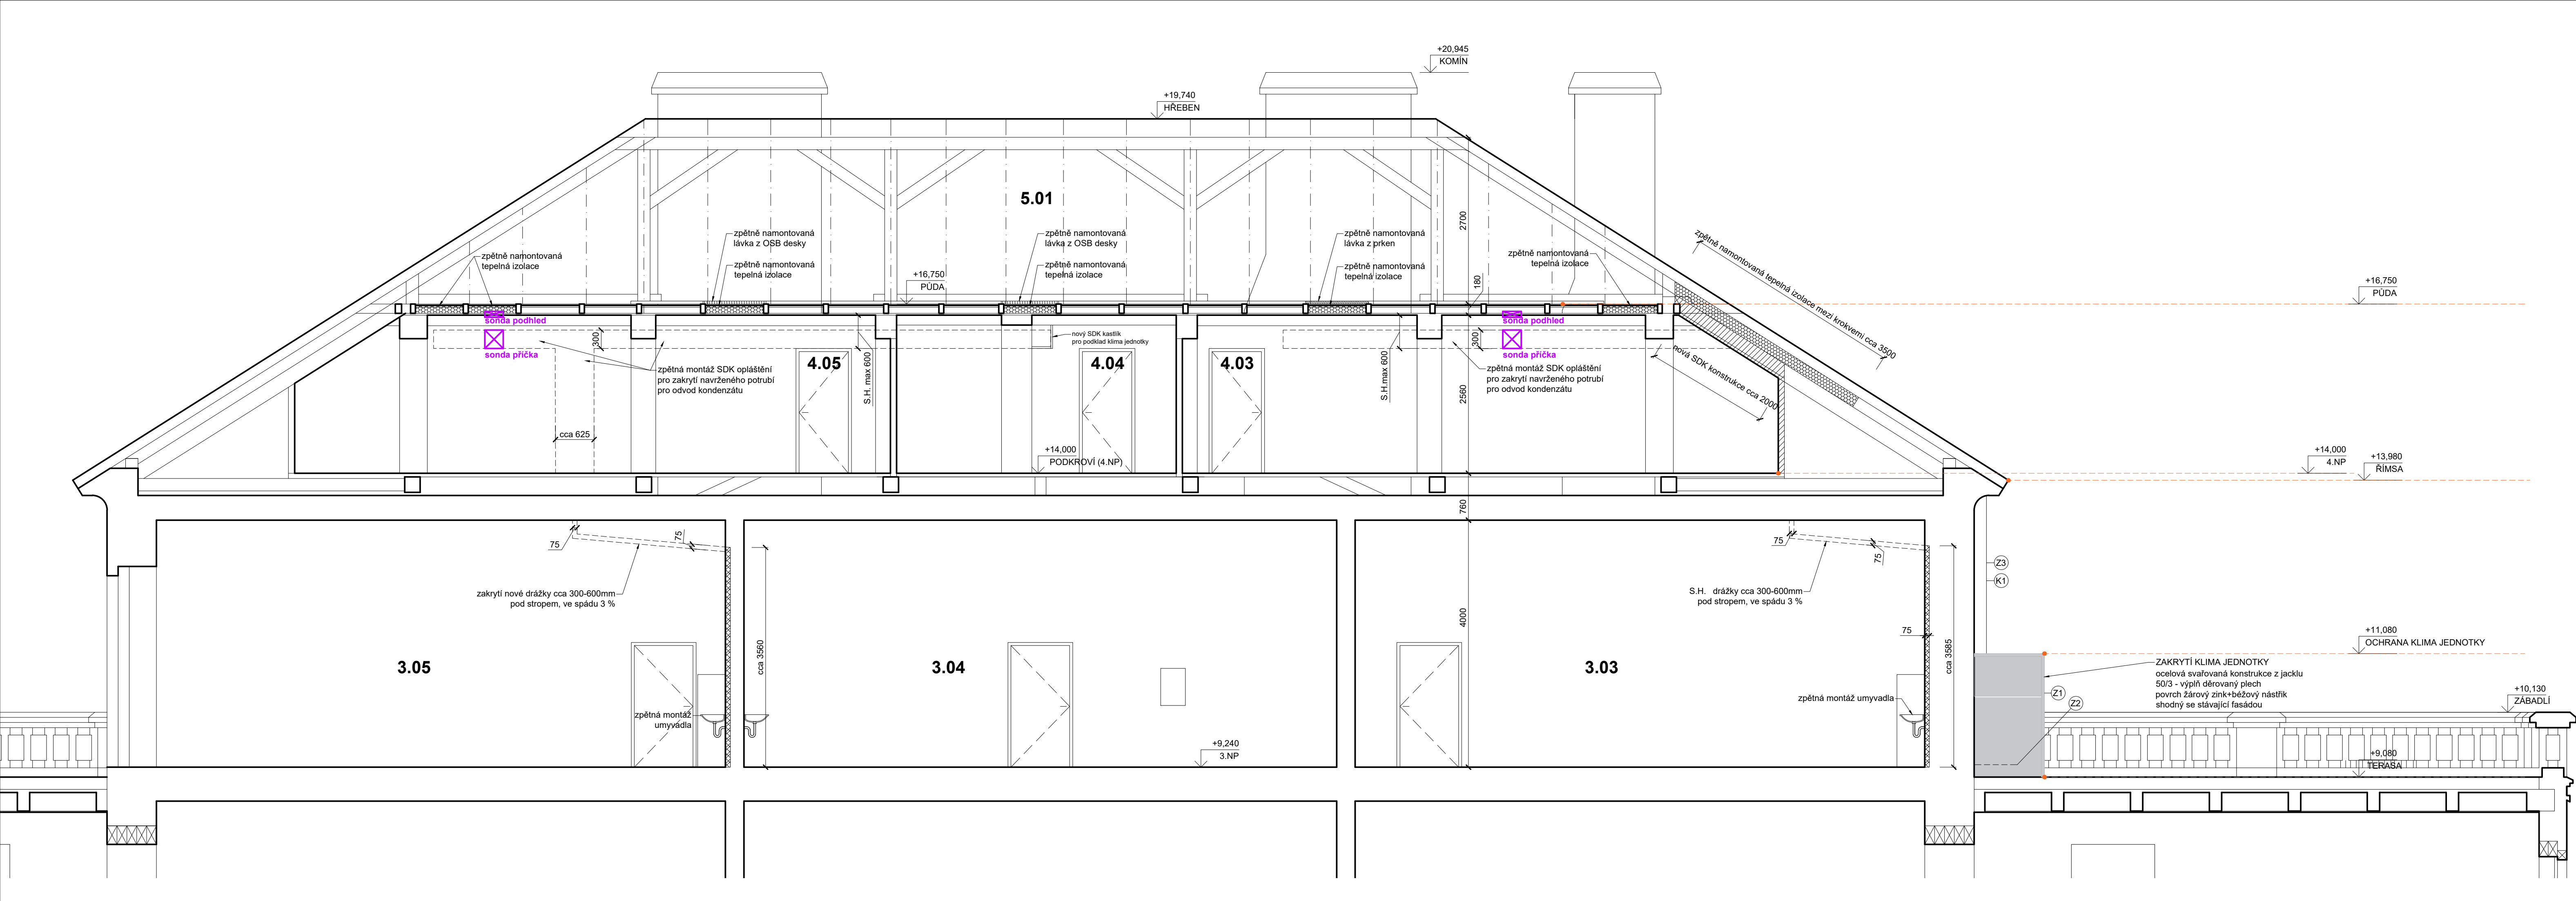 +20,945
KOMÍN
+19,740
HŘEBEN
5.01
2700
zpětně namontovaná
lávka z OSB desky
zpětně namontovaná
tepelná izolace
zpětně namontovaná
lávka z OSB desky
zpětně namontovaná
tepelná izolace
zpětně namontovaná
lávka z prken
zpětně namontovaná
tepelná izolace
zpětně namontovaná
tepelná izolace
zpětně namontovaná
tepelná izolace
zpětně namontovaná tepelná izolace mezi krokvemi cca 3500
+16,750
PŮDA
180
+16,750
PŮDA
sonda podhled
sonda příčka
300
sonda podhled
sonda příčka
300
nový SDK kastlík
pro podklad klima jednotky
nová SDK konstrukce cca 2000
4.05
4.04
4.03
zpětná montáž SDK opláštění
pro zakrytí navrženého potrubí
pro odvod kondenzátu
S.H. max 600
S.H.max 600
zpětná montáž SDK opláštění
pro zakrytí navrženého potrubí
pro odvod kondenzátu
2560
cca 625
+14,000
PODKROVÍ (4.NP)
+14,000
4.NP
+13,980
ŘÍMSA
760
75
75
75
75
Z3
K1
zakrytí nové drážky cca 300-600mm
pod stropem, ve spádu 3 %
S.H. drážky cca 300-600mm
pod stropem, ve spádu 3 %
4000
75
cca 3560
cca 3585
3.05
3.04
3.03
+11,080
OCHRANA KLIMA JEDNOTKY
ZAKRYTÍ KLIMA JEDNOTKY
ocelová svařovaná konstrukce z jacklu
50/3 - výplň děrovaný plech
povrch žárový zink+béžový nástřik
shodný se stávající fasádou
Z1
Z2
+10,130
ZÁBADLÍ
zpětná montáž
umyvadla
zpětná montáž umyvadla
+9,240
3.NP
+9,080
TERASA